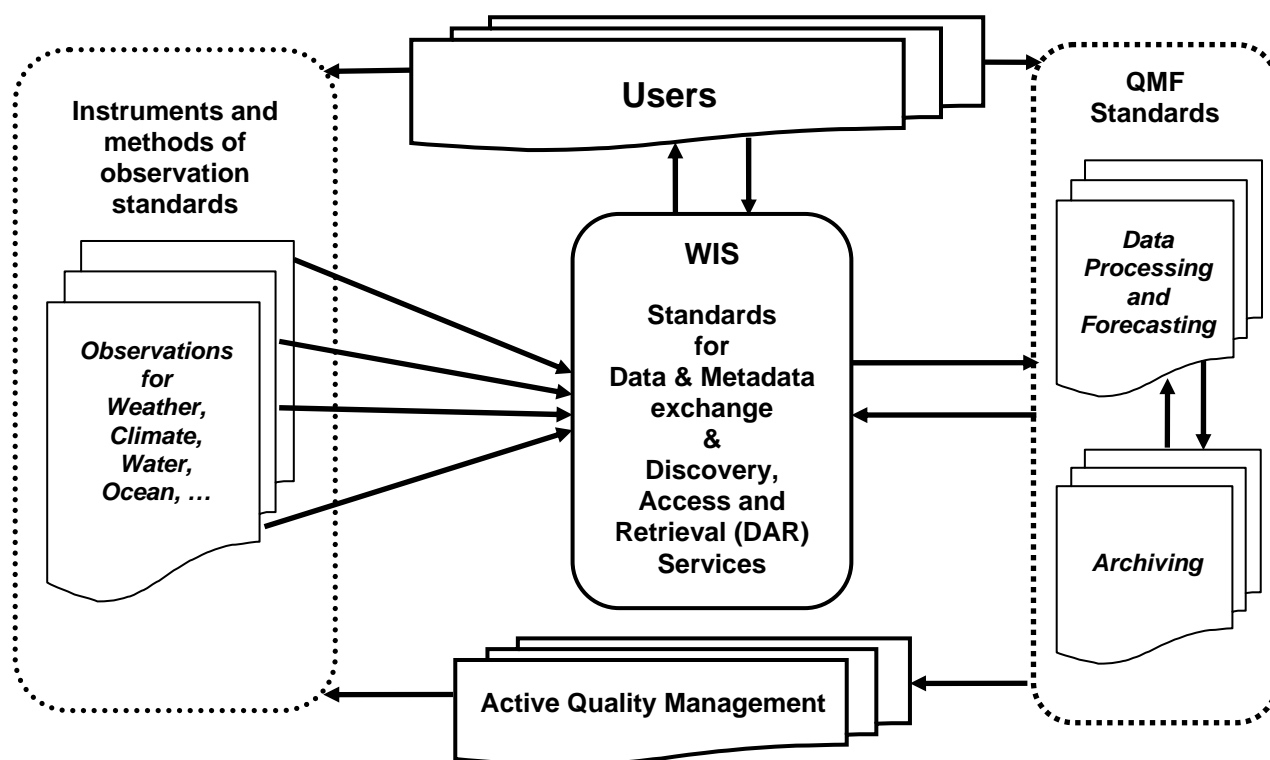 Users
Instruments and
methods of
observation
standards
QMF
Standards
Observations
for
Weather,
Climate,
Water,
Ocean, …
WIS
Standards
for
Data & Metadata
exchange
&
Discovery,
Access and
Retrieval (DAR)
Services
Data
Processing
and
Forecasting
Archiving
Active Quality Management